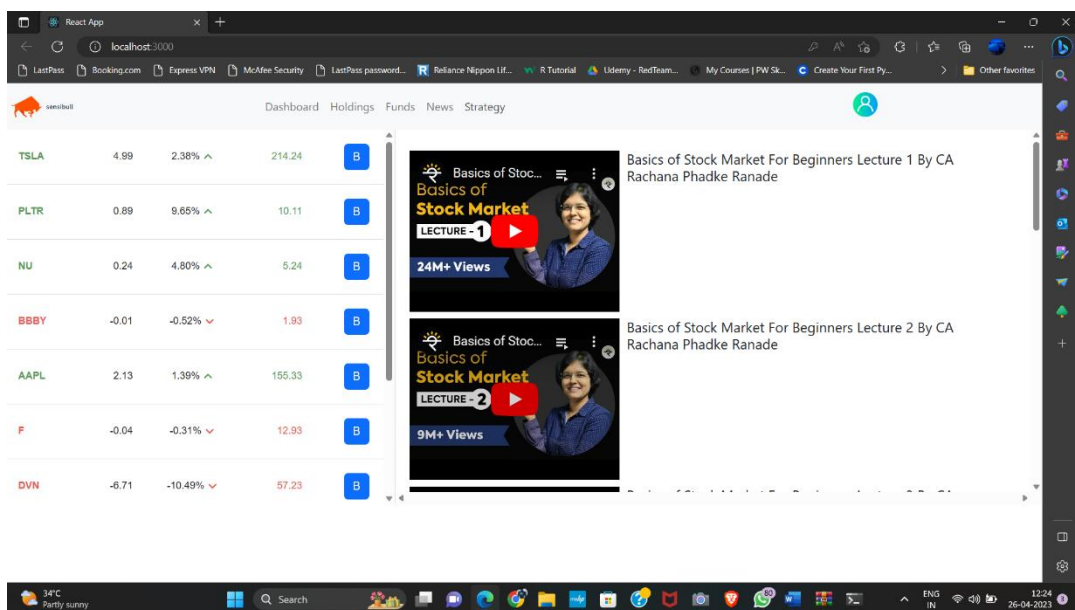 React App
localhost:3000
LastPass Booking.com Express VPN McAfee Security LastPass password... Reliance Nippon Lif... R Tutorial Udemy - RedTeam... My Courses | PW Sk... Create Your First Py... Other favorites
sensibull Dashboard Holdings Funds News Strategy
TSLA 4.99 2.38% 214.24 B
PLTR 0.89 9.65% 10.11 B
NU 0.24 4.80% 5.24 B
BBBY -0.01 -0.52% 1.93 B
AAPL 2.13 1.39% 155.33 B
F -0.04 -0.31% 12.93 B
DVN -6.71 -10.49% 57.23 B
Basics of Stoc...
Basics of
Stock Market
LECTURE - 1
24M+ Views
Basics of Stock Market For Beginners Lecture 1 By CA
Rachana Phadke Ranade
Basics of Stoc...
Basics of
Stock Market
LECTURE - 2
9M+ Views
Basics of Stock Market For Beginners Lecture 2 By CA
Rachana Phadke Ranade
34°C
Partly sunny
Search
ENG
IN
12:24
26-04-2023